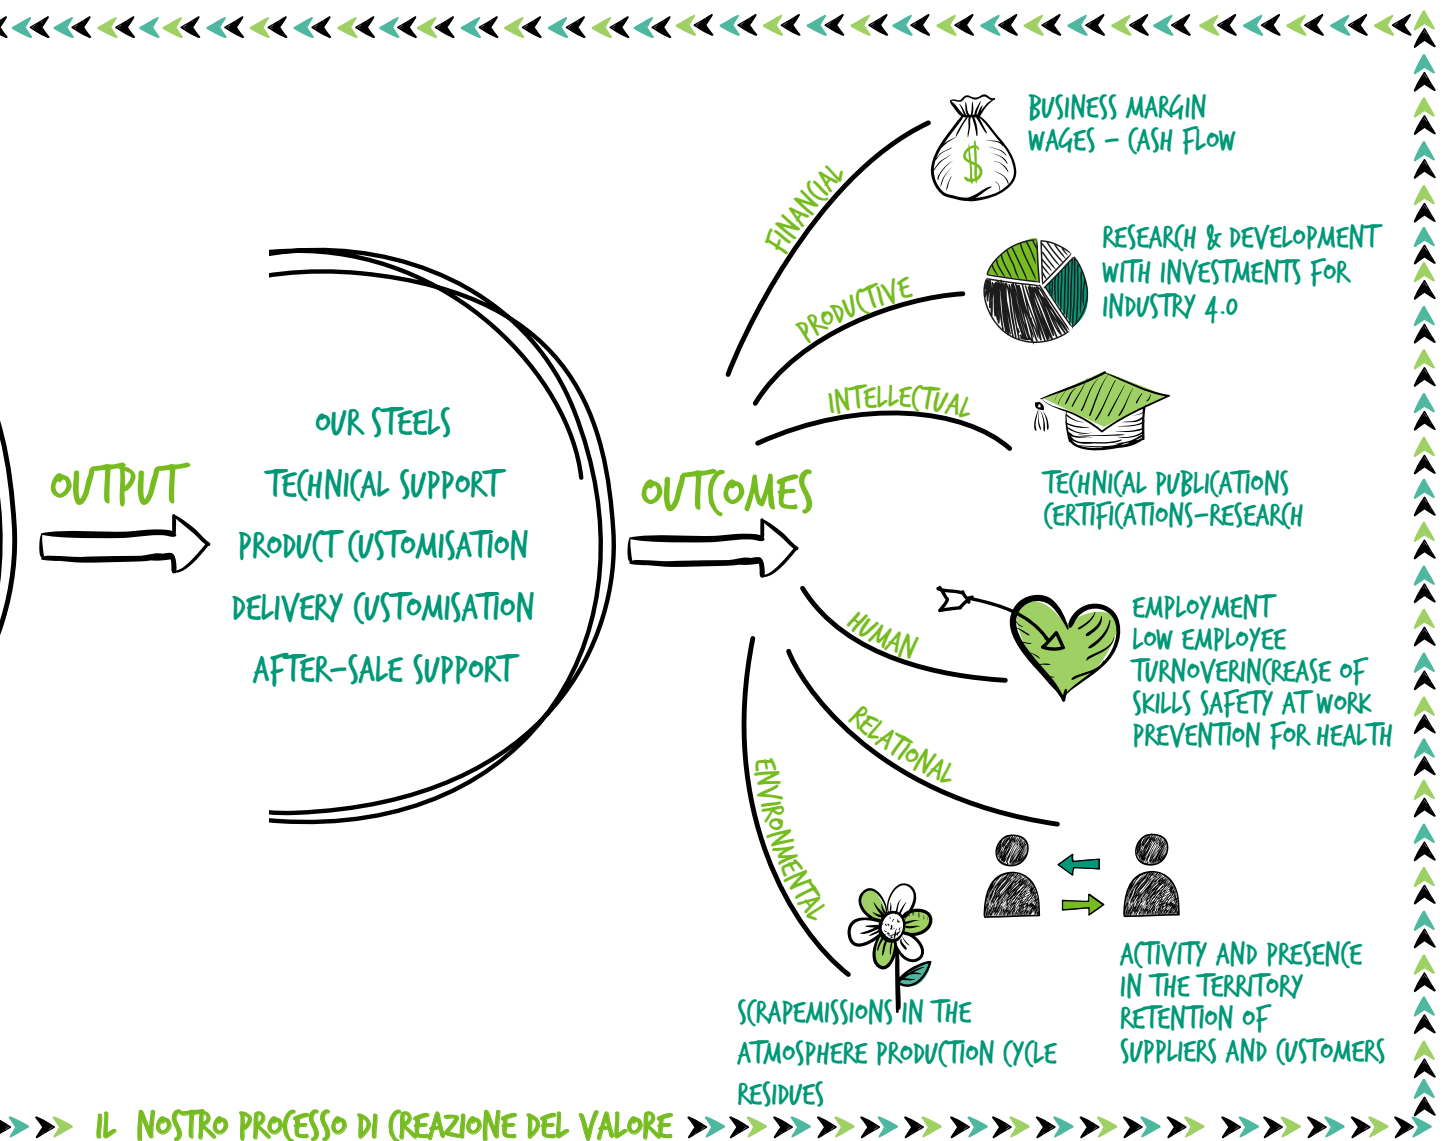 OUTPUT
OUR STEELS
TECHNICAL SUPPORT
PRODUCT CUSTOMISATION
DELIVERY CUSTOMISATION
AFTER-SALE SUPPORT
OUTCOMES
FINANCIAL
$
BUSINESS MARGIN
WAGES – CASH FLOW
PRODUCTIVE
RESEARCH & DEVELOPMENT
WITH INVESTMENTS FOR
INDUSTRY 4.0
INTELLECTUAL
TECHNICAL PUBLICATIONS
CERTIFICATIONS-RESEARCH
HUMAN
EMPLOYMENT
LOW EMPLOYEE
TURNOVERINCREASE OF
SKILLS SAFETY AT WORK
PREVENTION FOR HEALTH
RELATIONAL
ACTIVITY AND PRESENCE
IN THE TERRITORY
RETENTION OF
SUPPLIERS AND CUSTOMERS
ENVIRONMENTAL
SCRAPEMISSIONS IN THE
ATMOSPHERE PRODUCTION CYCLE
RESIDUES
IL NOSTRO PROCESSO DI CREAZIONE DEL VALORE